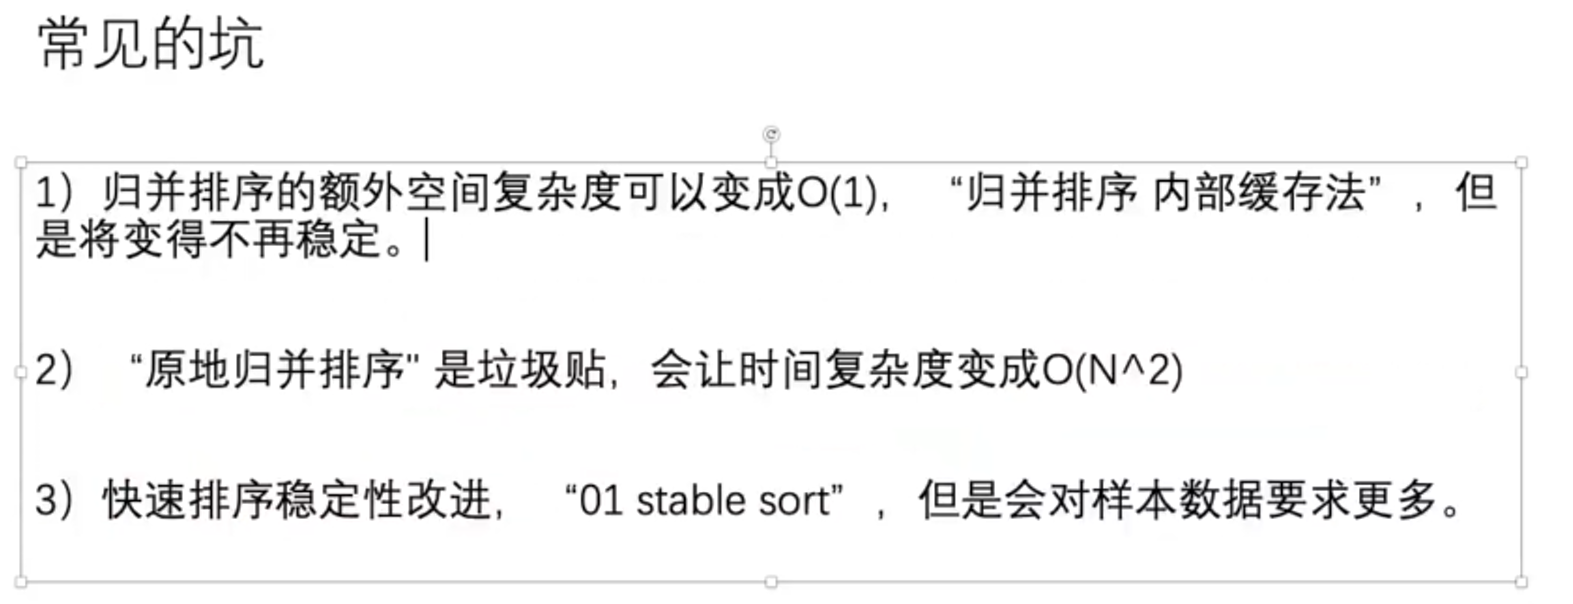 常见的坑
1）归并排序的额外空间复杂度可以变成O(1)， “归并排序 内部缓存法” ，但
是将变得不再稳定。
2） “原地归并排序" 是垃圾贴，会让时间复杂度变成O(N^2)
3）快速排序稳定性改进， “01 stable sort” ，但是会对样本数据要求更多。